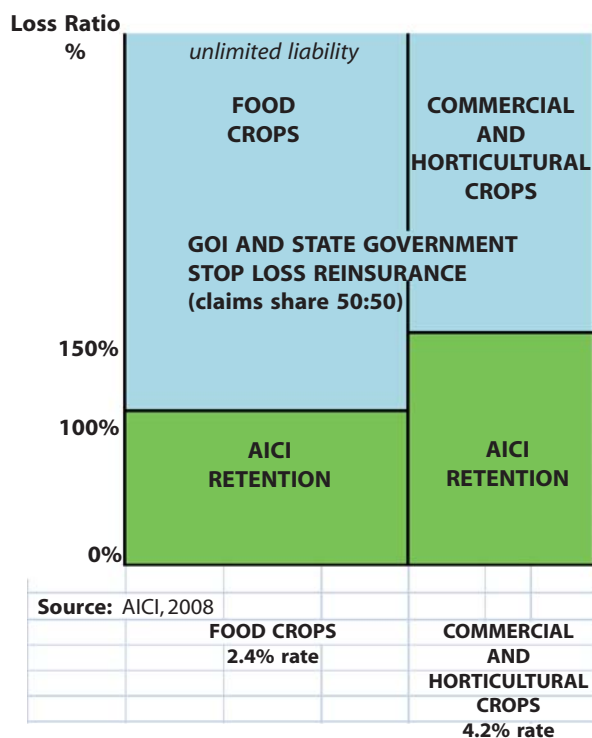 Loss Ratio
%
unlimited liability
FOOD
CROPS
COMMERCIAL
AND
HORTICULTURAL
CROPS
GOI AND STATE GOVERNMENT
STOP LOSS REINSURANCE
(claims share 50:50)
150%
100%
AICI
RETENTION
AICI
RETENTION
0%
Source: AICI, 2008
FOOD CROPS
2.4% rate
COMMERCIAL
AND
HORTICULTURAL
CROPS
4.2% rate